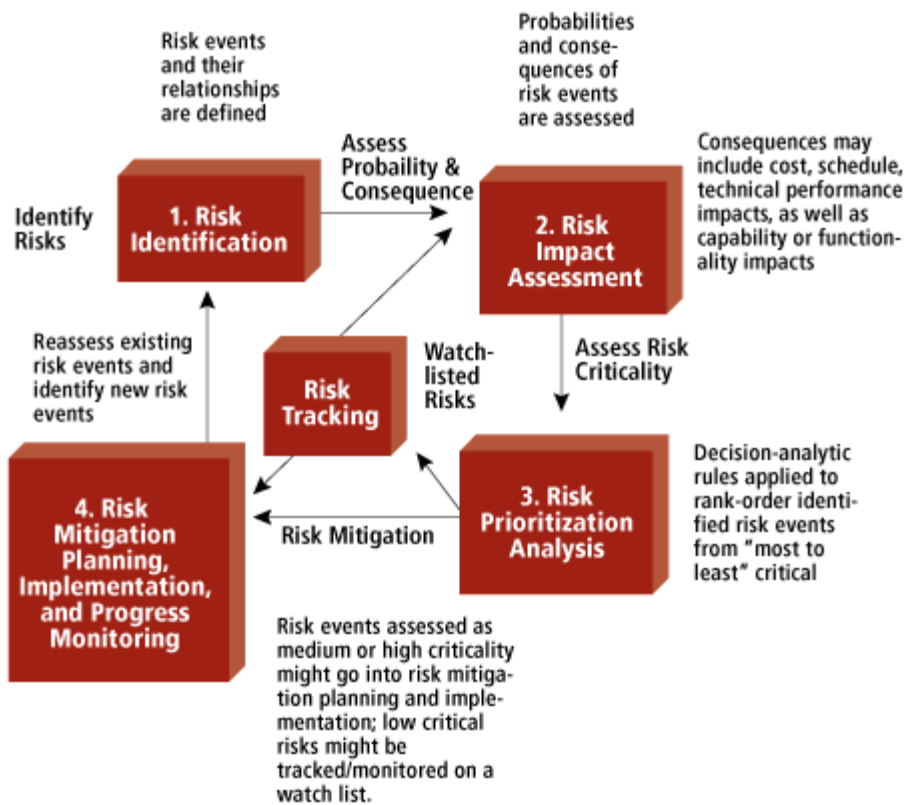 Risk events
and their
relationships
are defined
Probabilities
and conse-
quences of
risk events
are assessed
Assess
Probaility &
Consequence
Consequences may
include cost, schedule,
technical performance
impacts, as well as
capability or function-
ality impacts
Identify
Risks
1. Risk
Identification
2. Risk
Impact
Assessment
Reassess existing
risk events and
identify new risk
events
Risk
Tracking
Watch-
listed
Risks
Assess Risk
Criticality
4. Risk
Mitigation
Planning,
Implementation,
and Progress
Monitoring
Risk Mitigation
3. Risk
Prioritization
Analysis
Decision-analytic
rules applied to
rank-order identi-
fied risk events
from "most to
least" critical
Risk events assessed as
medium or high criticality
might go into risk mitiga-
tion planning and imple-
mentation; low critical
risks might be
tracked/monitored on a
watch list.